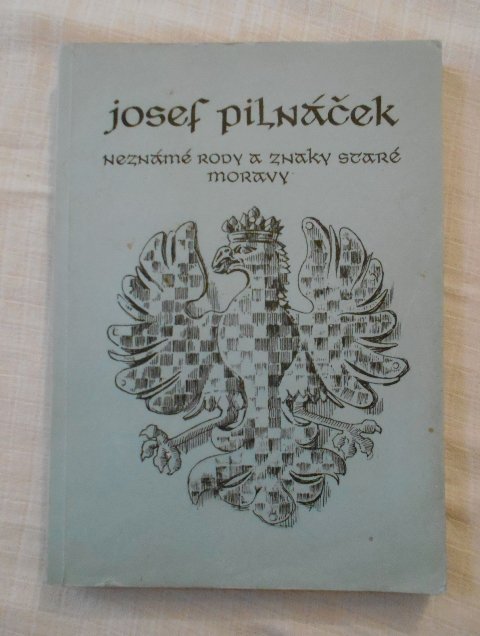 Josef Pilnáček
Neznámé rody a znaky staré
Moravy